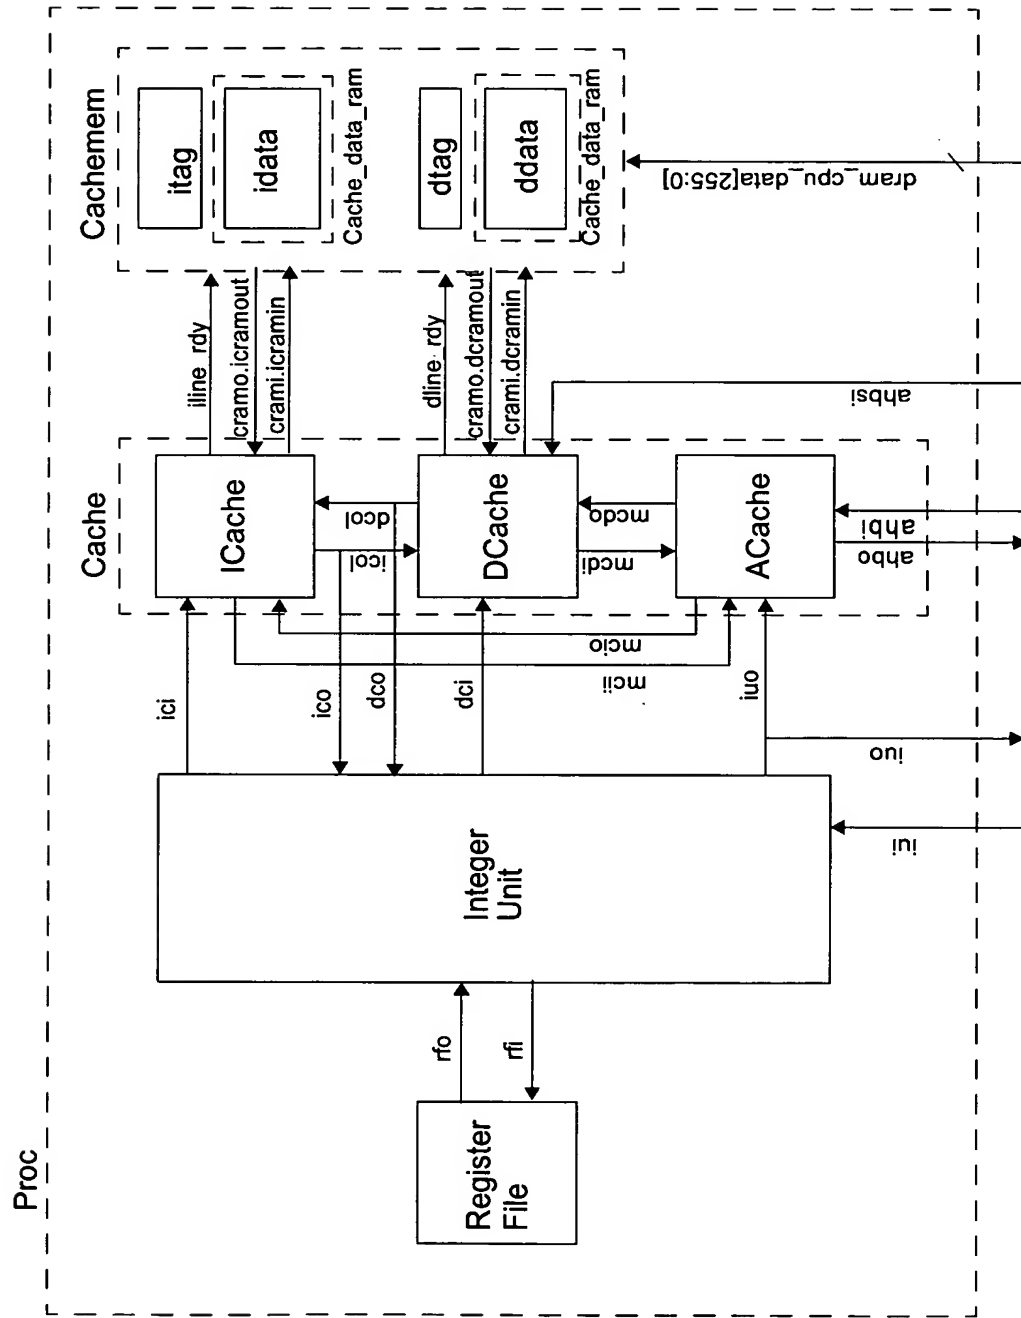 Proc
Register
File
rfo
rfi
Integer
Unit
ici
ico
dco
dci
iuo
iuo
iui
mcii
mcio
Cache
ICache
icol
dcol
DCache
mcdi
mcdo
ACache
ahbo
ahbi
ahbsi
iline_rdy
cramo.icramout
crami.icramin
dline_rdy
cramo.dcramout
crami.dcramin
Cachemem
itag
idata
Cache_data_ram
dtag
ddata
Cache_data_ram
dram_cpu_data[255:0]